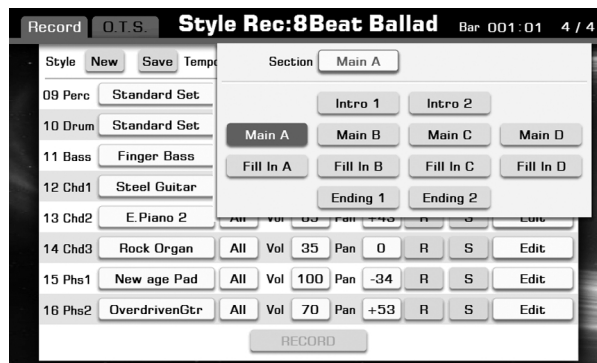 Record O.T.S. Style Rec:8Beat Ballad Bar 001:01 4/4
Style New Save Section Main A
09 Perc Standard Set
Intro 1 Intro 2
10 Drum Standard Set
Main A Main B Main C Main D
11 Bass Finger Bass
Fill In A Fill In B Fill In C Fill In D
12 Chd1 Steel Guitar
Ending 1 Ending 2
13 Chd2 E.Piano 2 All Vol Pan +43 R S Edit
14 Chd3 Rock Organ All Vol 35 Pan 0 R S Edit
15 Phs1 New age Pad All Vol 100 Pan -34 R S Edit
16 Phs2 OverdrivenGtr All Vol 70 Pan +53 R S Edit
RECORD